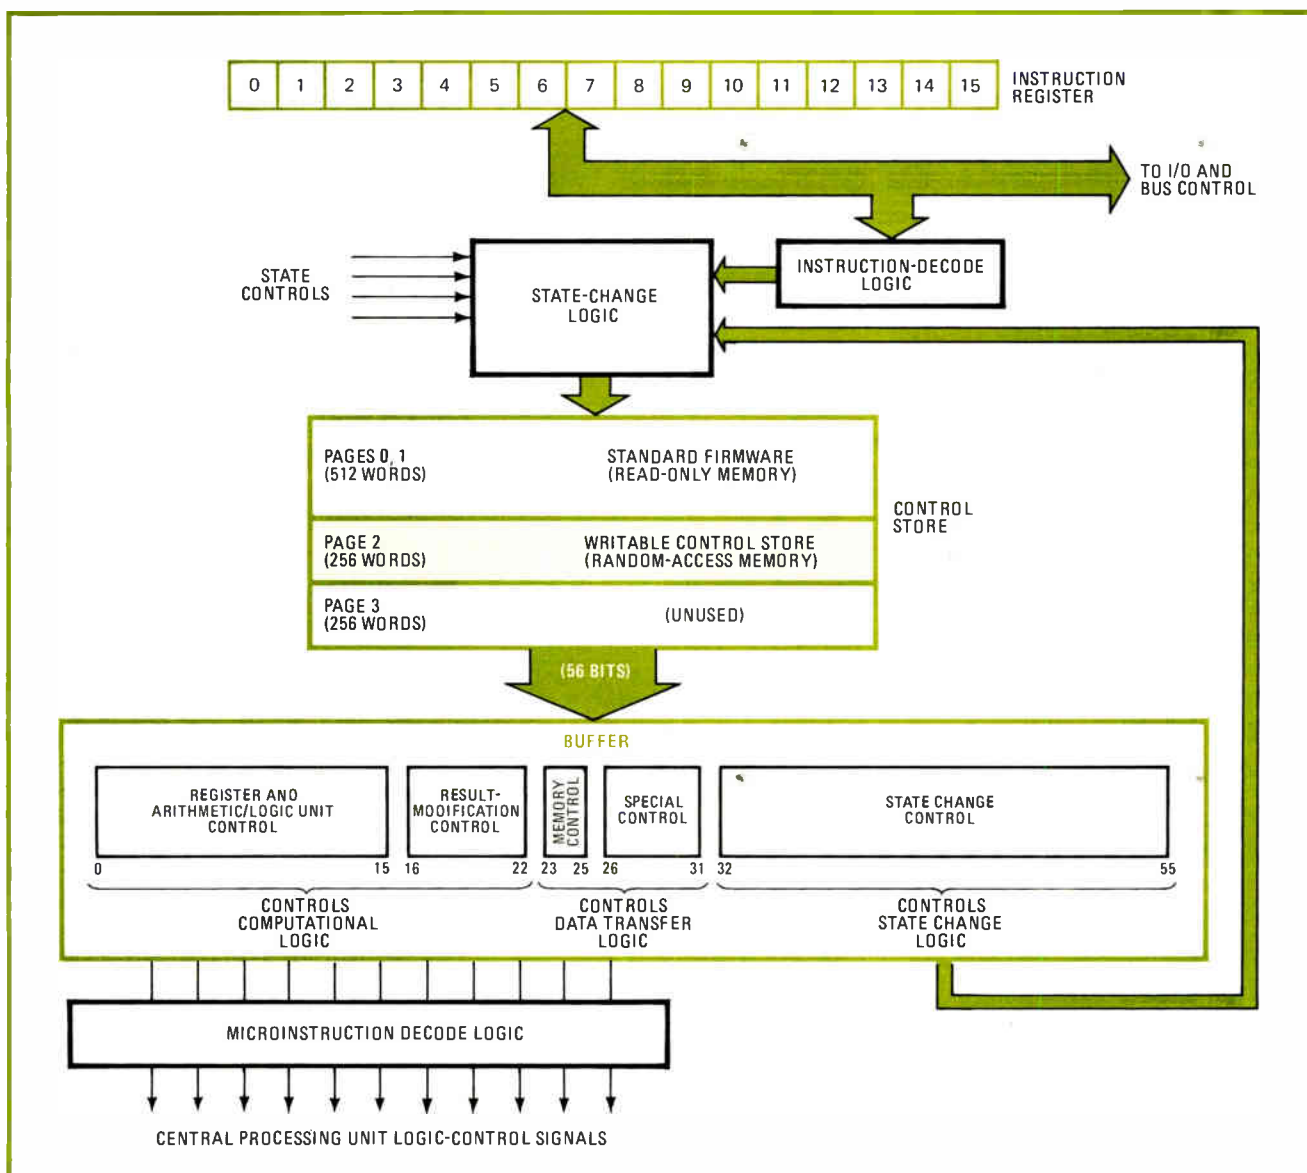 0 1 2 3 4 5 6 7 8 9 10 11 12 13 14 15
INSTRUCTION
REGISTER
TO I/O AND
BUS CONTROL
STATE
CONTROLS
STATE-CHANGE
LOGIC
INSTRUCTION-DECODE
LOGIC
PAGES 0, 1
(512 WORDS)
STANDARD FIRMWARE
(READ-ONLY MEMORY)
CONTROL
STORE
PAGE 2
(256 WORDS)
WRITABLE CONTROL STORE
(RANDOM-ACCESS MEMORY)
PAGE 3
(256 WORDS)
(UNUSED)
(56 BITS)
BUFFER
REGISTER AND
ARITHMETIC/LOGIC UNIT
CONTROL
RESULT-
MODIFICATION
CONTROL
MEMORY
CONTROL
SPECIAL
CONTROL
STATE CHANGE
CONTROL
0 15 16 22 23 25 26 31 32 55
CONTROLS
COMPUTATIONAL
LOGIC
CONTROLS
DATA TRANSFER
LOGIC
CONTROLS
STATE CHANGE
LOGIC
MICROINSTRUCTION DECODE LOGIC
CENTRAL PROCESSING UNIT LOGIC-CONTROL SIGNALS